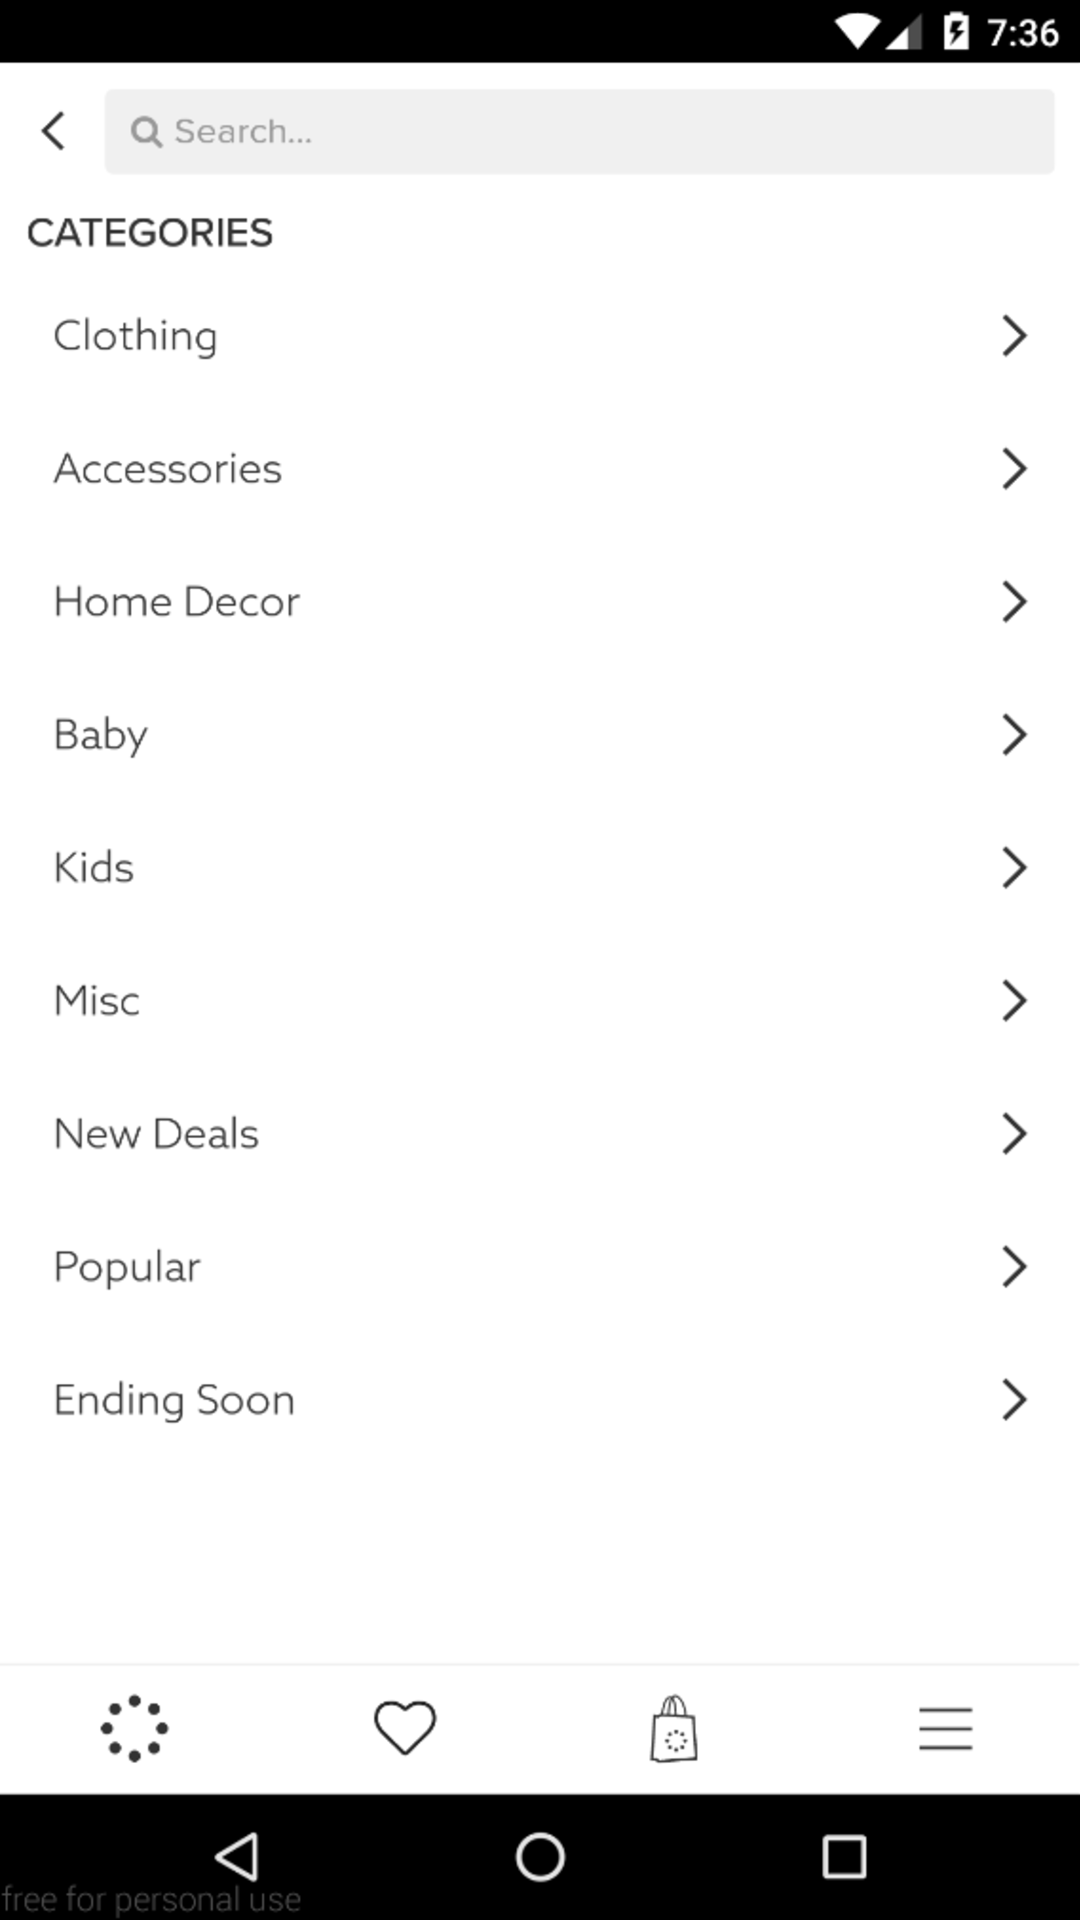 7:36
Search...
CATEGORIES
Clothing
Accessories
Home Decor
Baby
Kids
Misc
New Deals
Popular
Ending Soon
free for personal use